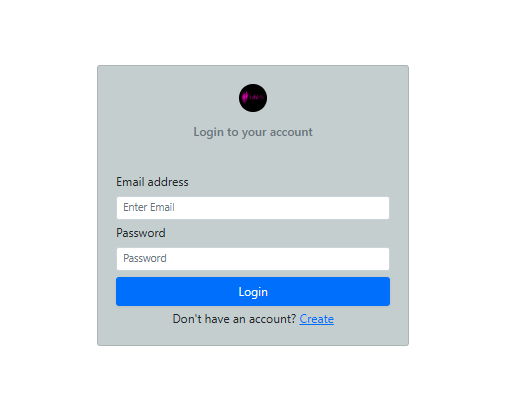 Login to your account
Email address
Enter Email
Password
Password
Login
Don't have an account? Create